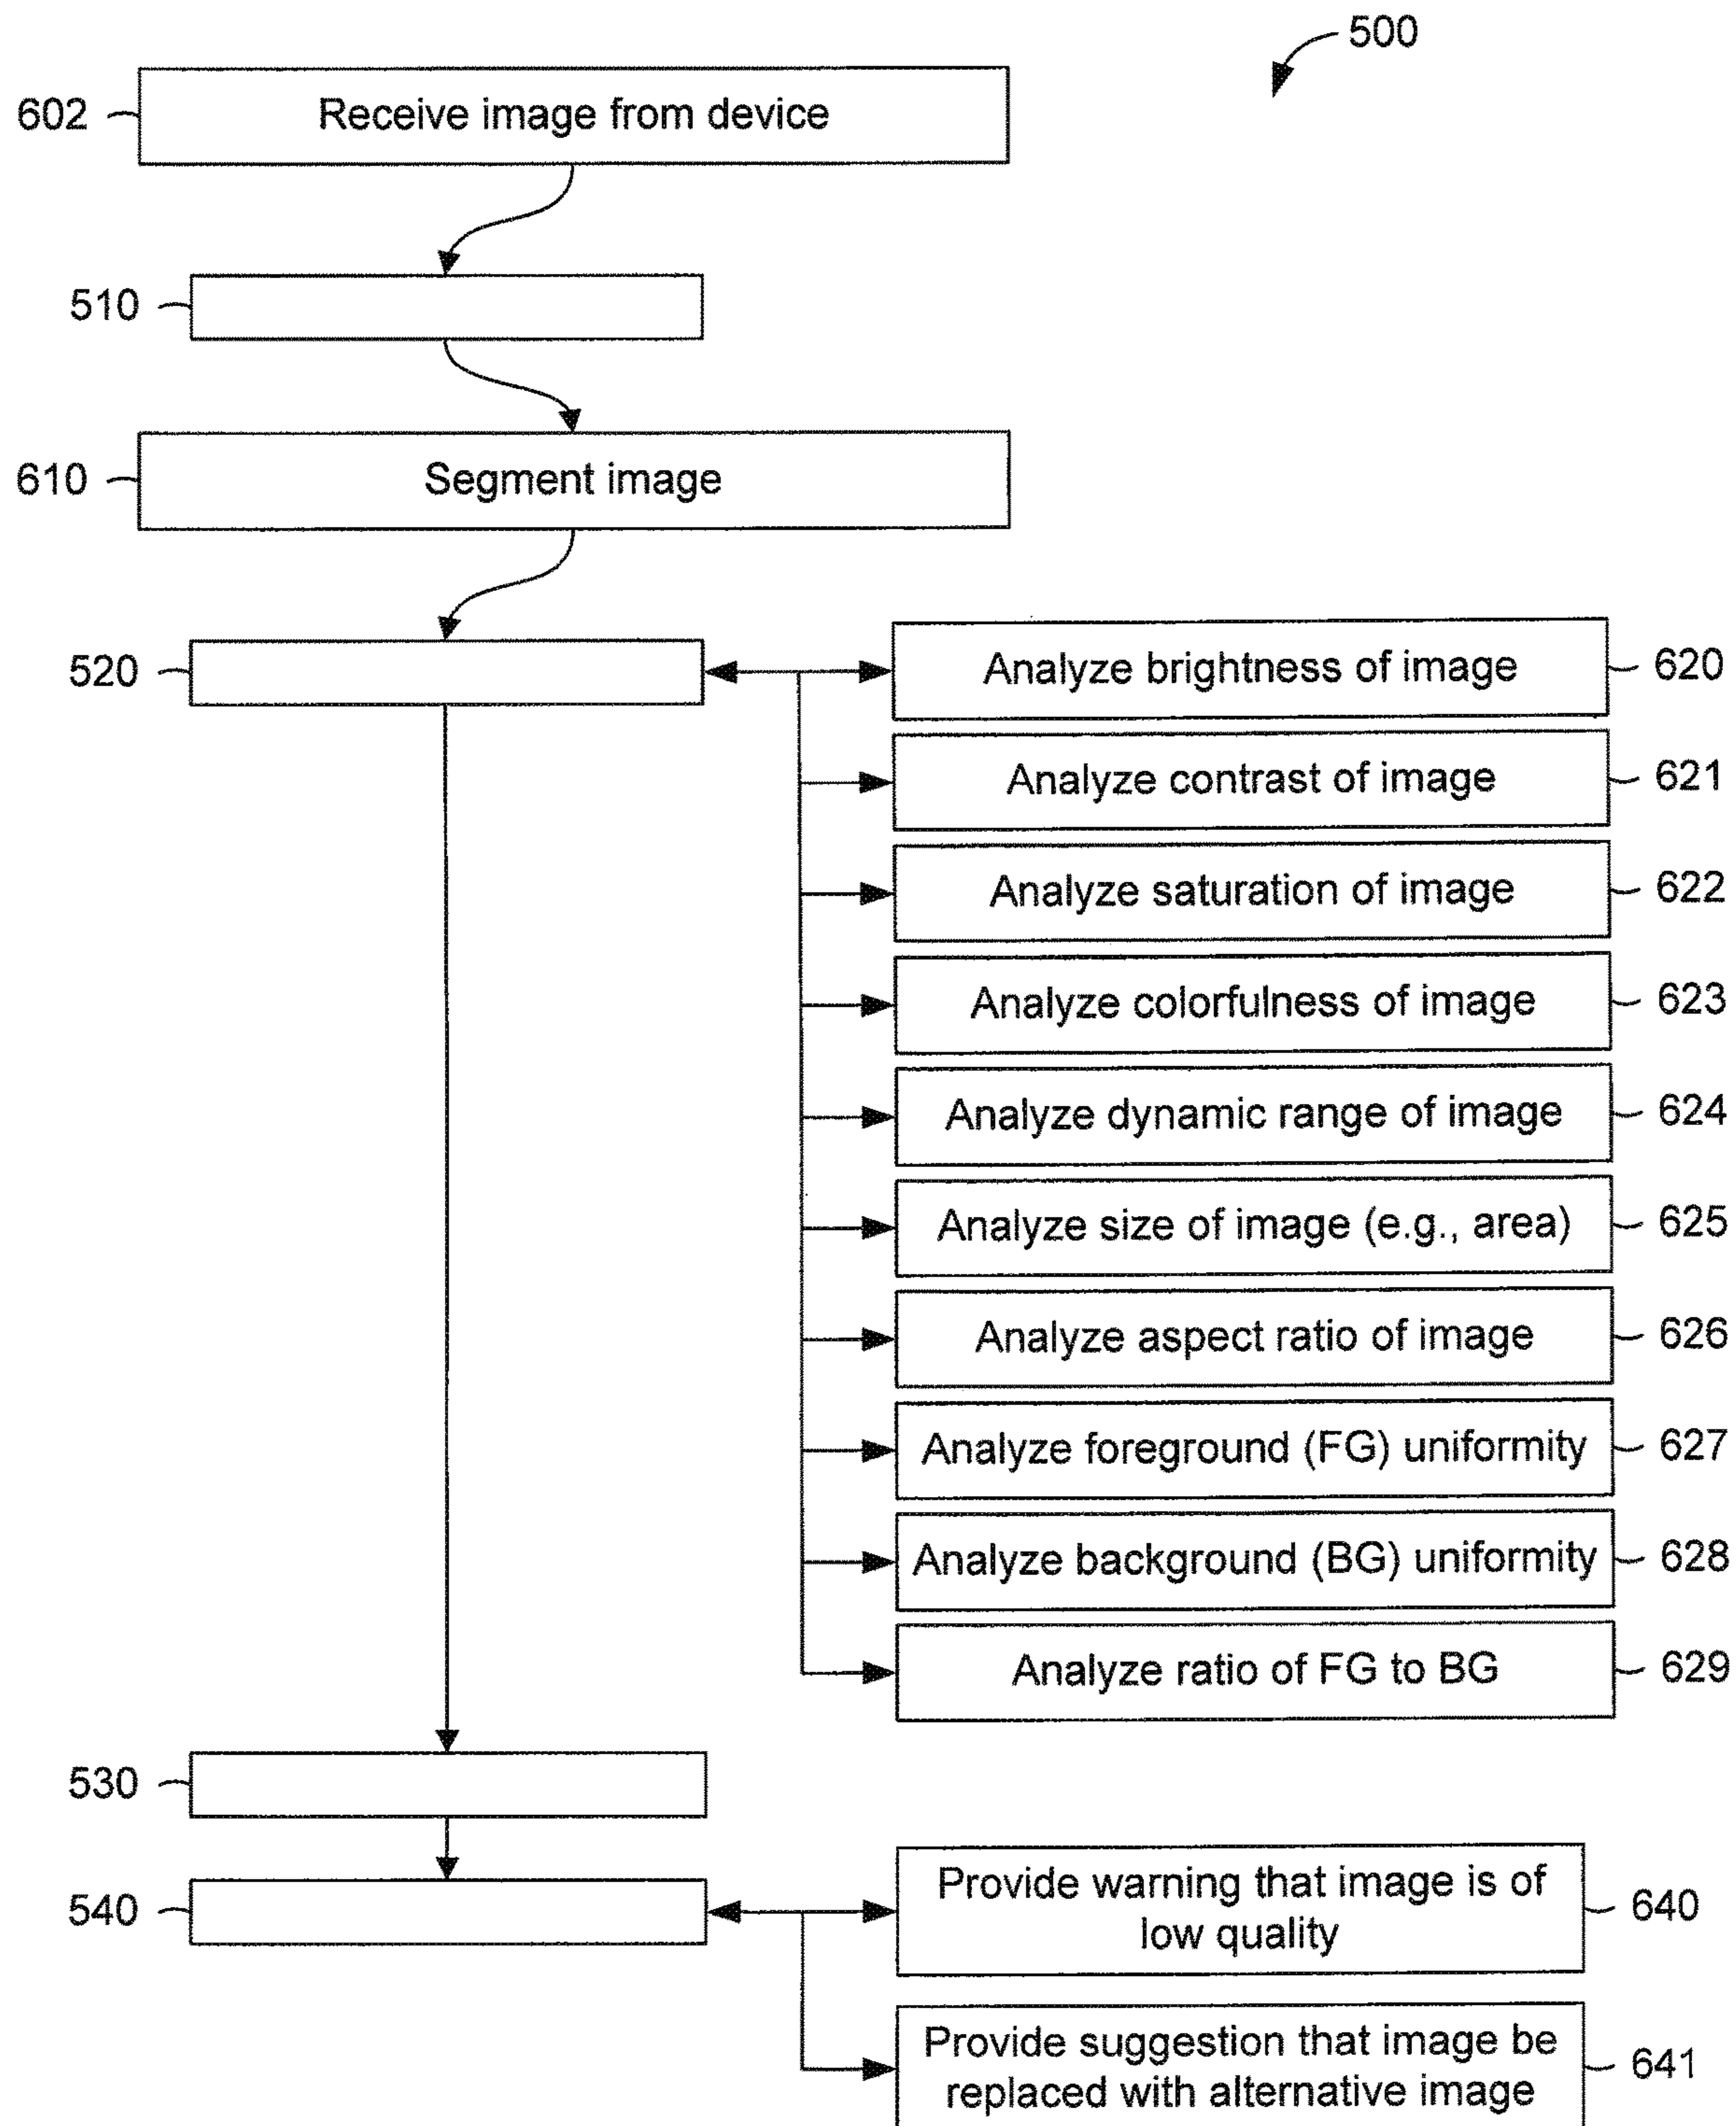 500
602
Receive image from device
510
610
Segment image
520
Analyze brightness of image
620
Analyze contrast of image
621
Analyze saturation of image
622
Analyze colorfulness of image
623
Analyze dynamic range of image
624
Analyze size of image (e.g., area)
625
Analyze aspect ratio of image
626
Analyze foreground (FG) uniformity
627
Analyze background (BG) uniformity
628
Analyze ratio of FG to BG
629
530
540
Provide warning that image is of
low quality
640
Provide suggestion that image be
replaced with alternative image
641